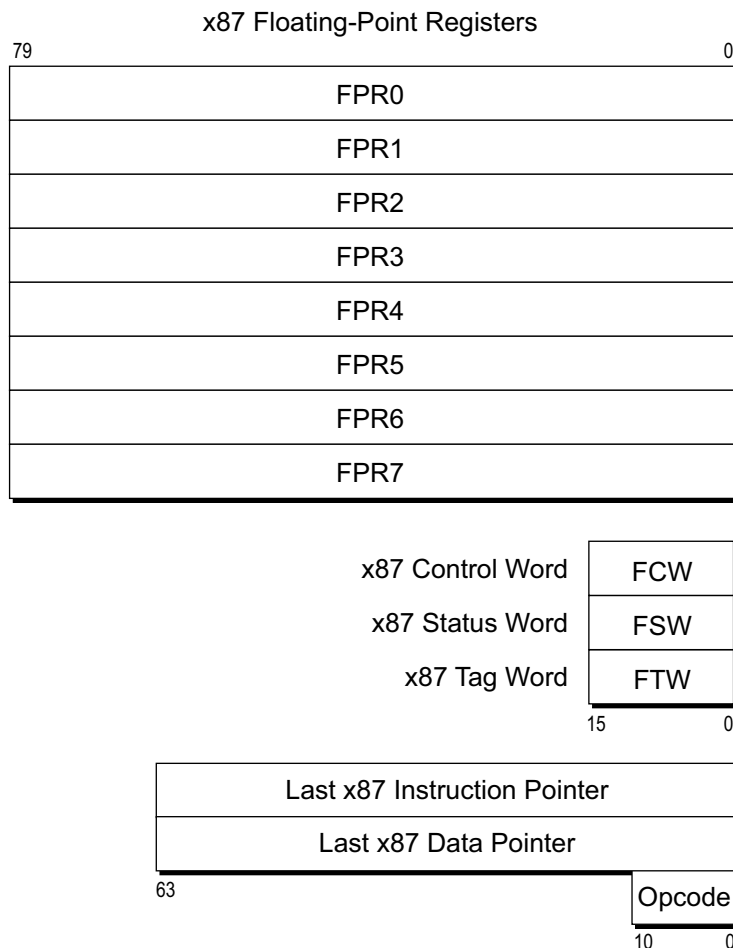 x87 Floating-Point Registers
79 0
FPR0
FPR1
FPR2
FPR3
FPR4
FPR5
FPR6
FPR7
x87 Control Word FCW
x87 Status Word FSW
x87 Tag Word FTW
15 0
Last x87 Instruction Pointer
Last x87 Data Pointer
63
Opcode
10 0